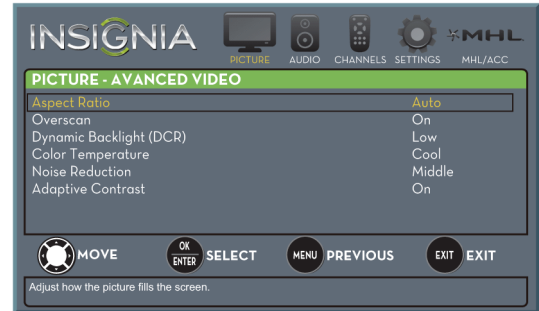 INSIGNIA
PICTURE AUDIO CHANNELS SETTINGS MHL/ACC
MHL
PICTURE - AVANCED VIDEO
Aspect Ratio Auto
Overscan On
Dynamic Backlight (DCR) Low
Color Temperature Cool
Noise Reduction Middle
Adaptive Contrast On
MOVE OK ENTER SELECT MENU PREVIOUS EXIT EXIT
Adjust how the picture fills the screen.